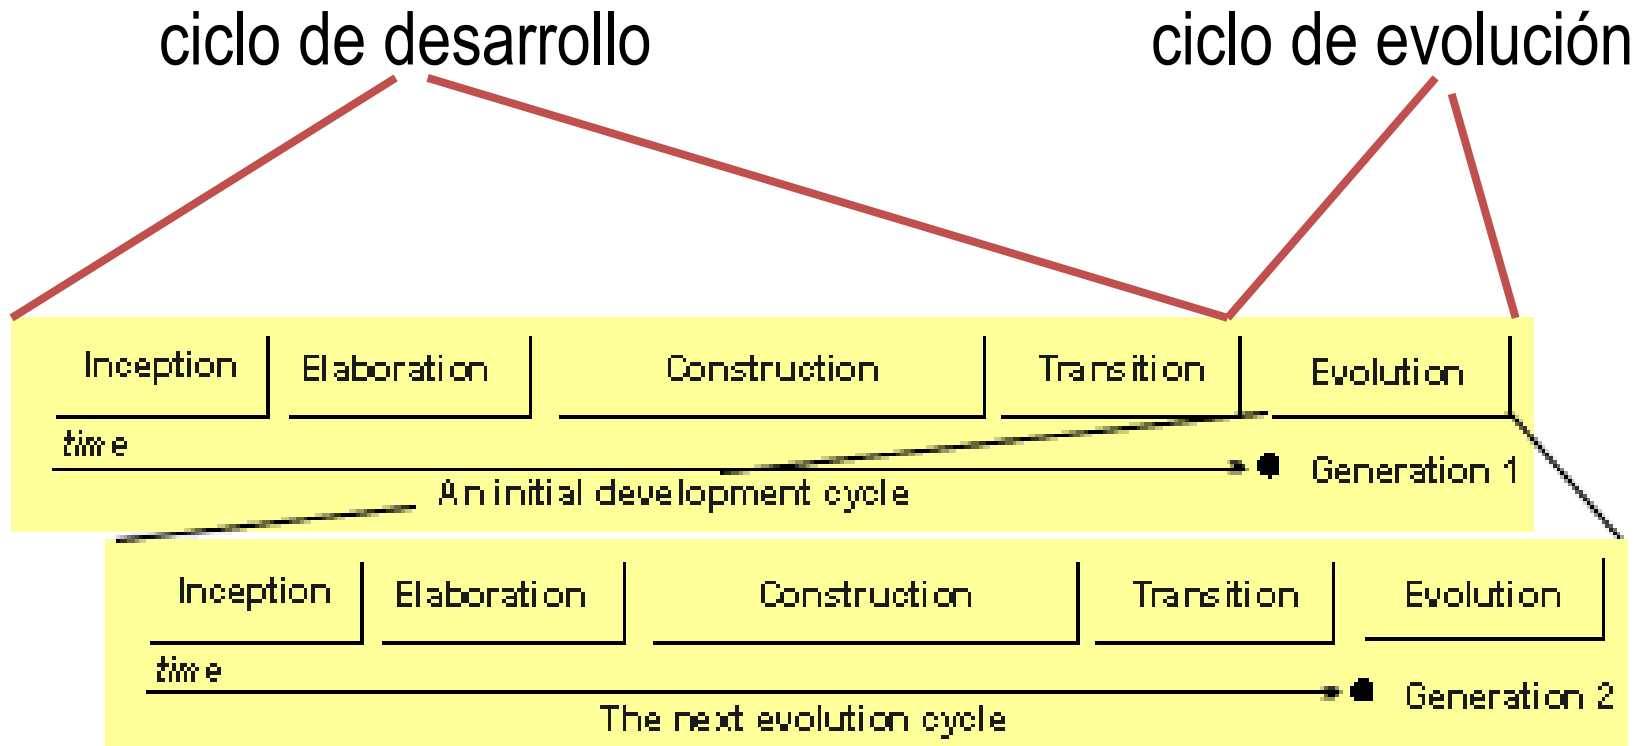 ciclo de desarrollo ciclo de evolución
Inception Elaboration Construction Transition Evolution
time
Generation 1
An initial development cycle
Inception Elaboration Construction Transition Evolution
time
Generation 2
The next evolution cycle